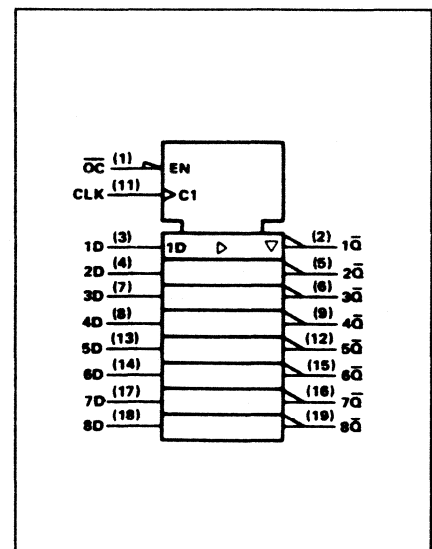 O̅C̅ (1) EN
CLK (11) C1
1D (3) 1D (2) 1Q̅
2D (4) (5) 2Q̅
3D (7) (6) 3Q̅
4D (8) (9) 4Q̅
5D (13) (12) 5Q̅
6D (14) (15) 6Q̅
7D (17) (16) 7Q̅
8D (18) (19) 8Q̅